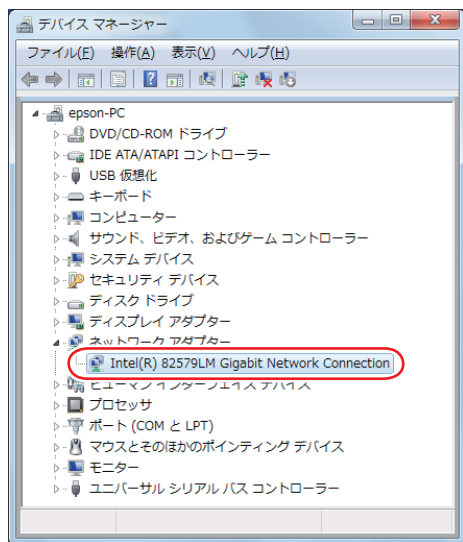 デバイス マネージャー
ファイル(F) 操作(A) 表示(V) ヘルプ(H)
epson-PC
DVD/CD-ROM ドライブ
IDE ATA/ATAPI コントローラー
USB 仮想化
キーボード
コンピューター
サウンド、ビデオ、およびゲーム コントローラー
システム デバイス
セキュリティ デバイス
ディスク ドライブ
ディスプレイ アダプター
ネットワーク アダプター
Intel(R) 82579LM Gigabit Network Connection
ヒューマン インターフェイス デバイス
プロセッサ
ポート (COM と LPT)
マウスとそのほかのポインティング デバイス
モニター
ユニバーサル シリアル バス コントローラー